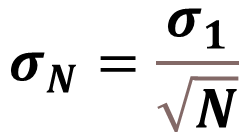 σ_N = σ_1 / √N